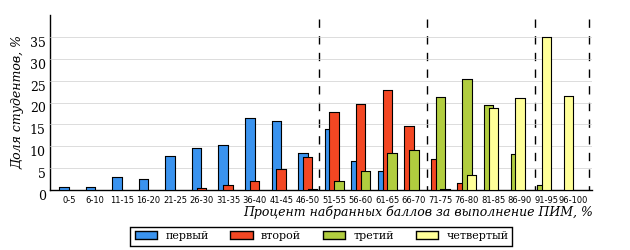 Доля студентов, %
35
30
25
20
15
10
5
0
0-5 6-10 11-15 16-20 21-25 26-30 31-35 36-40 41-45 46-50 51-55 56-60 61-65 66-70 71-75 76-80 81-85 86-90 91-95 96-100
Процент набранных баллов за выполнение ПИМ, %
первый второй третий четвертый